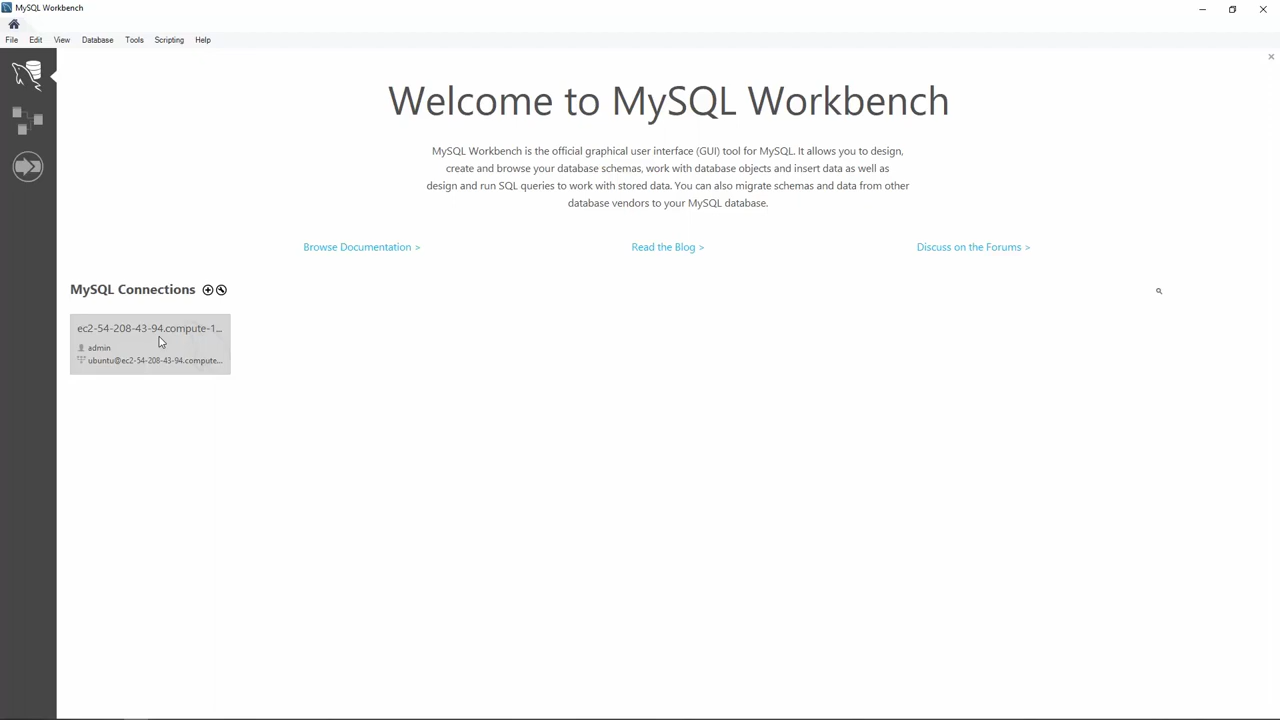 MySQL Workbench
File Edit View Database Tools Scripting Help
Welcome to MySQL Workbench
MySQL Workbench is the official graphical user interface (GUI) tool for MySQL. It allows you to design,
create and browse your database schemas, work with database objects and insert data as well as
design and run SQL queries to work with stored data. You can also migrate schemas and data from other
database vendors to your MySQL database.
Browse Documentation > Read the Blog > Discuss on the Forums >
MySQL Connections
ec2-54-208-43-94.compute-1...
admin
ubuntu@ec2-54-208-43-94.compute...